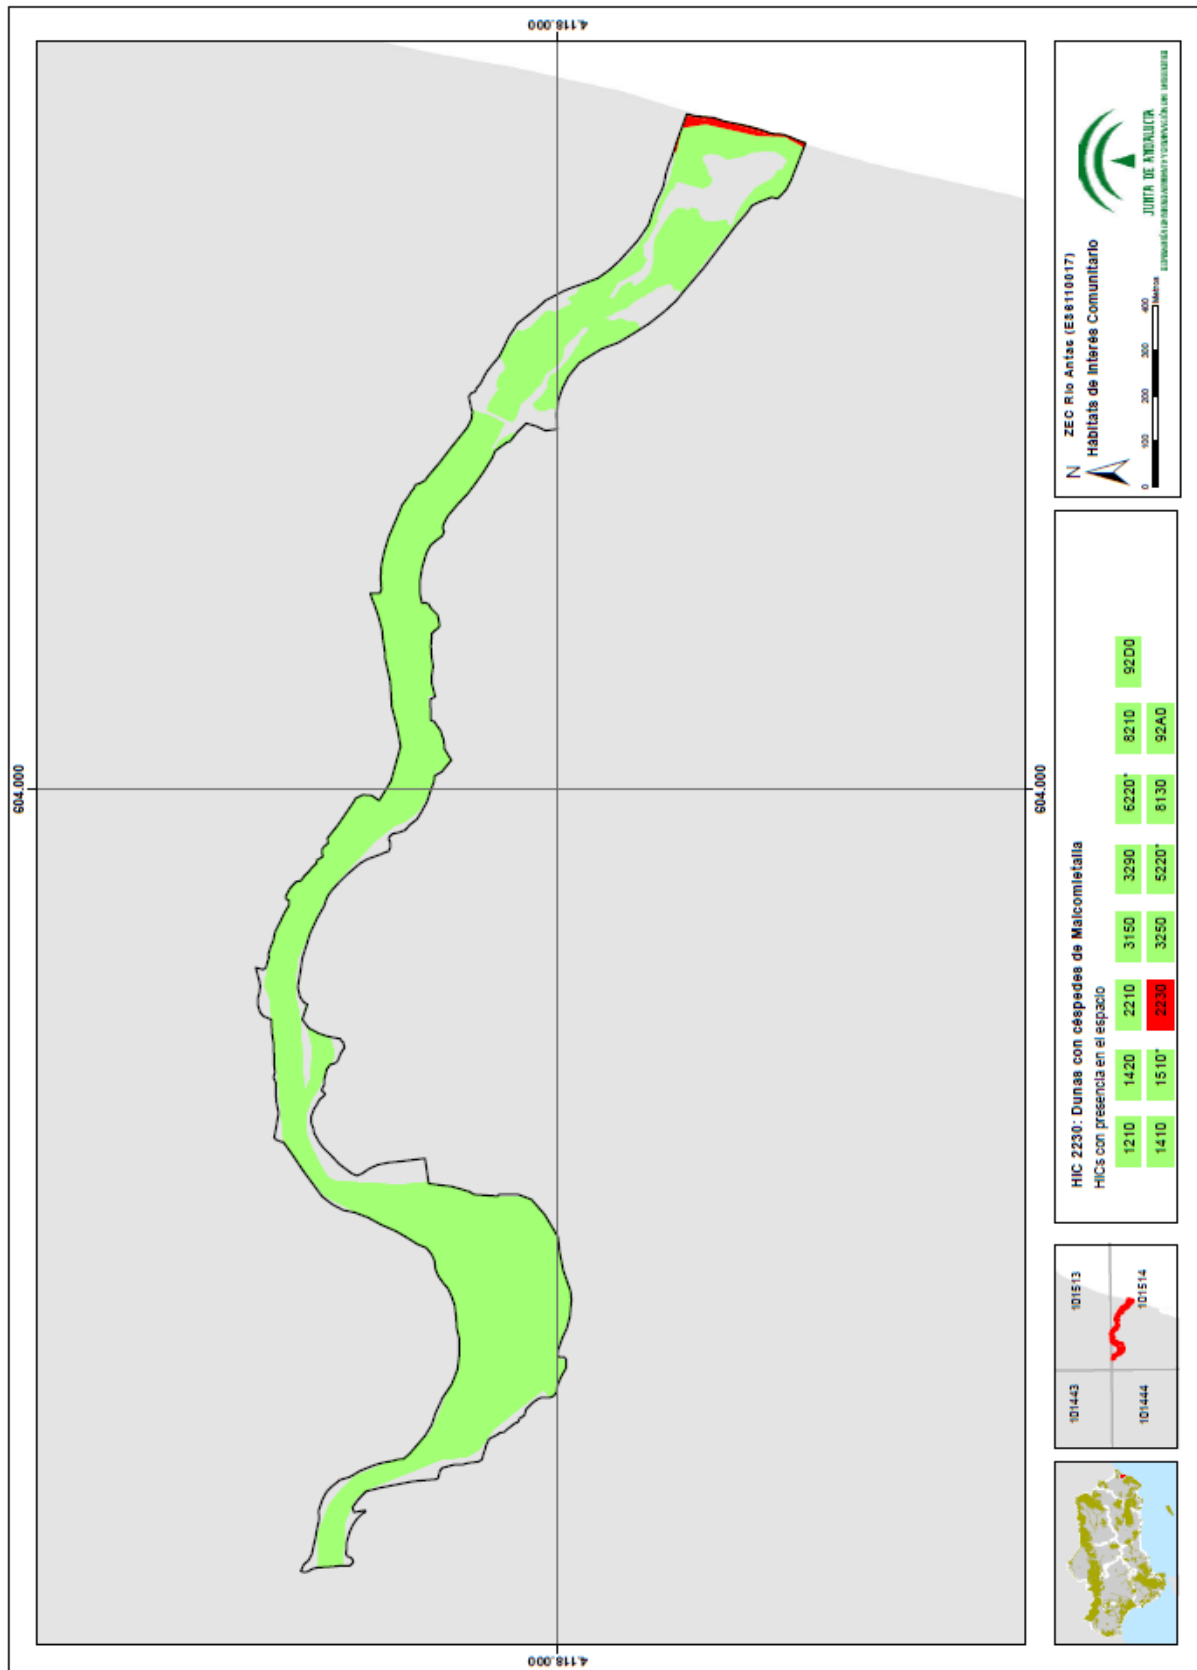 4.118.000
604.000
604.000
4.118.000
101443
101513
101444
101514
HIC 2230: Dunas con céspedes de Malcomietalia
HICs con presencia en el espacio
1210 1420 2210 3150 3290 6220* 8210 92D0
1410 1510* 2230 3250 5220* 8130 92A0
N
ZEC Río Antas (ES6110017)
Hábitats de Interés Comunitario
0 100 200 300 400
Metros
JUNTA DE ANDALUCIA